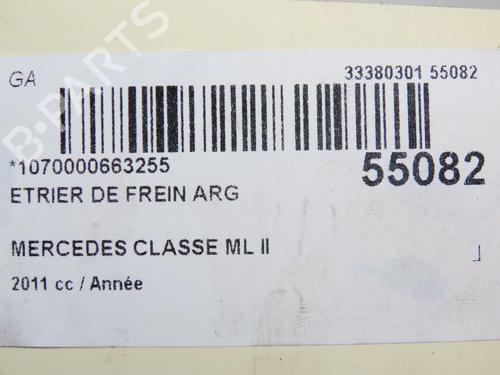 GA
33380301 55082
*1070000663255
55082
ETRIER DE FREIN ARG
MERCEDES CLASSE ML II
2011 cc / Année
B-PARTS